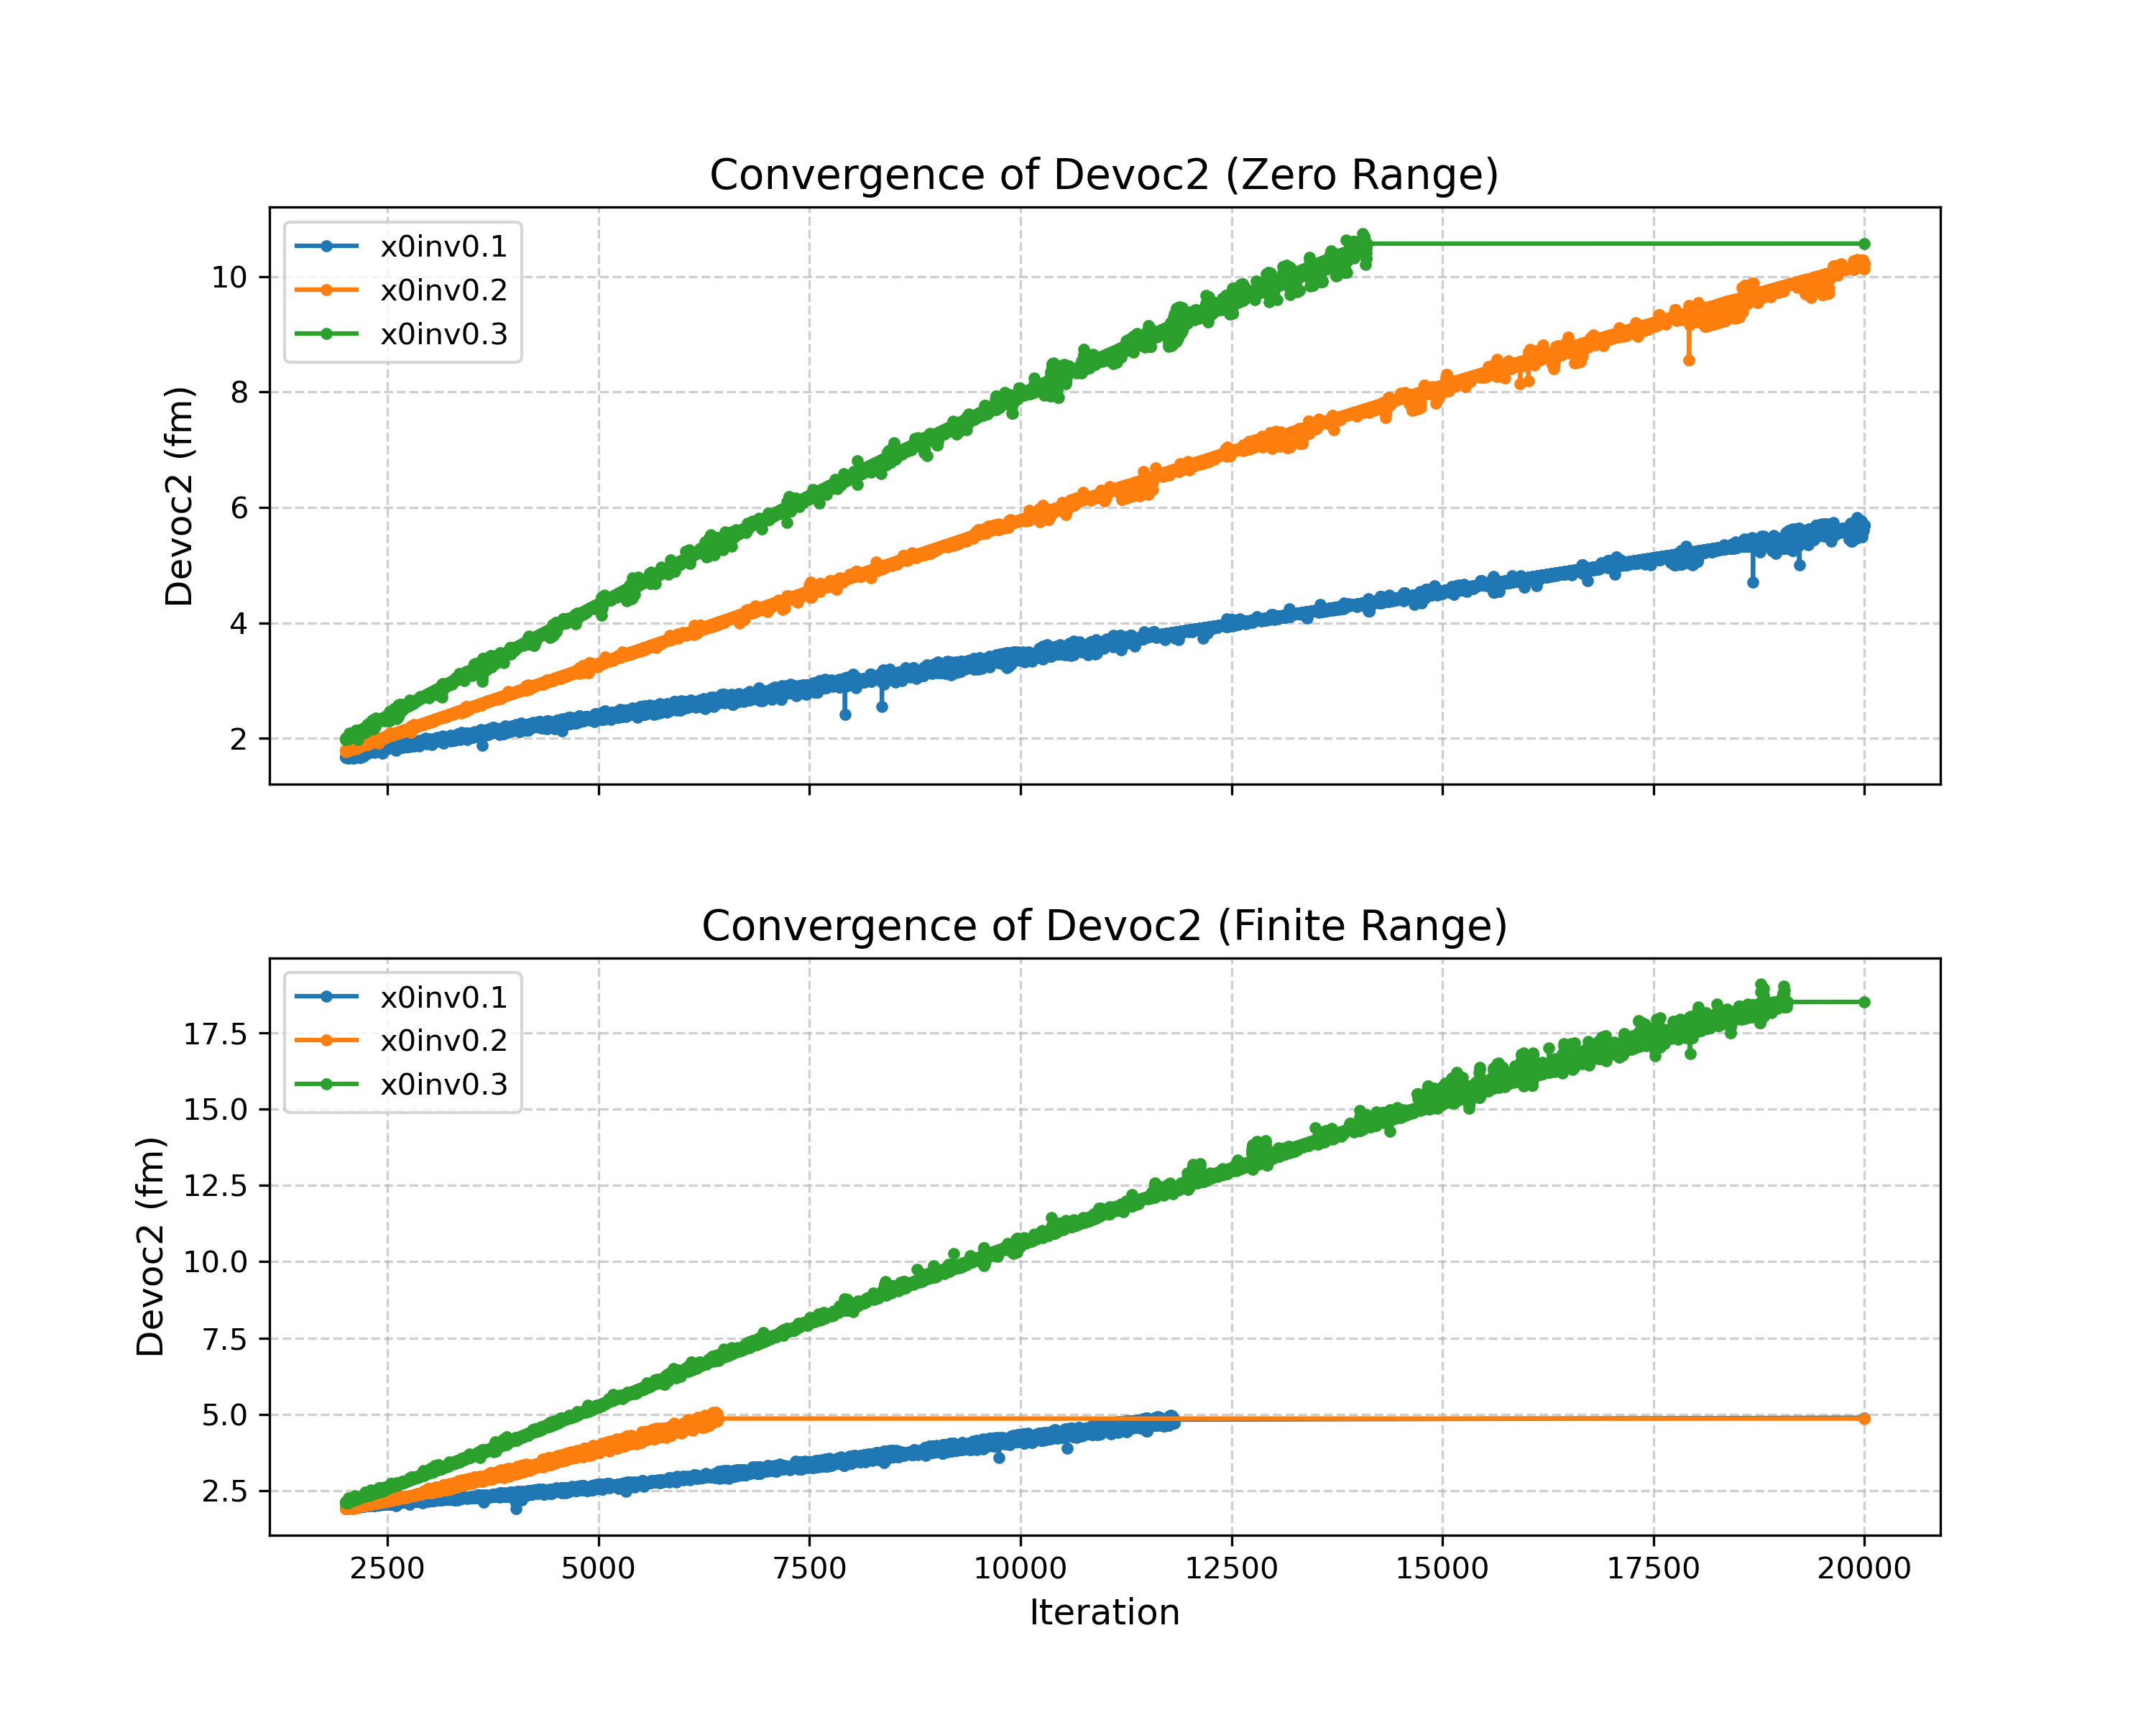 Convergence of Devoc2 (Zero Range)
x0inv0.1
x0inv0.2
x0inv0.3
10
8
6
4
2
Devoc2 (fm)
Convergence of Devoc2 (Finite Range)
x0inv0.1
x0inv0.2
x0inv0.3
17.5
15.0
12.5
10.0
7.5
5.0
2.5
Devoc2 (fm)
2500 5000 7500 10000 12500 15000 17500 20000
Iteration